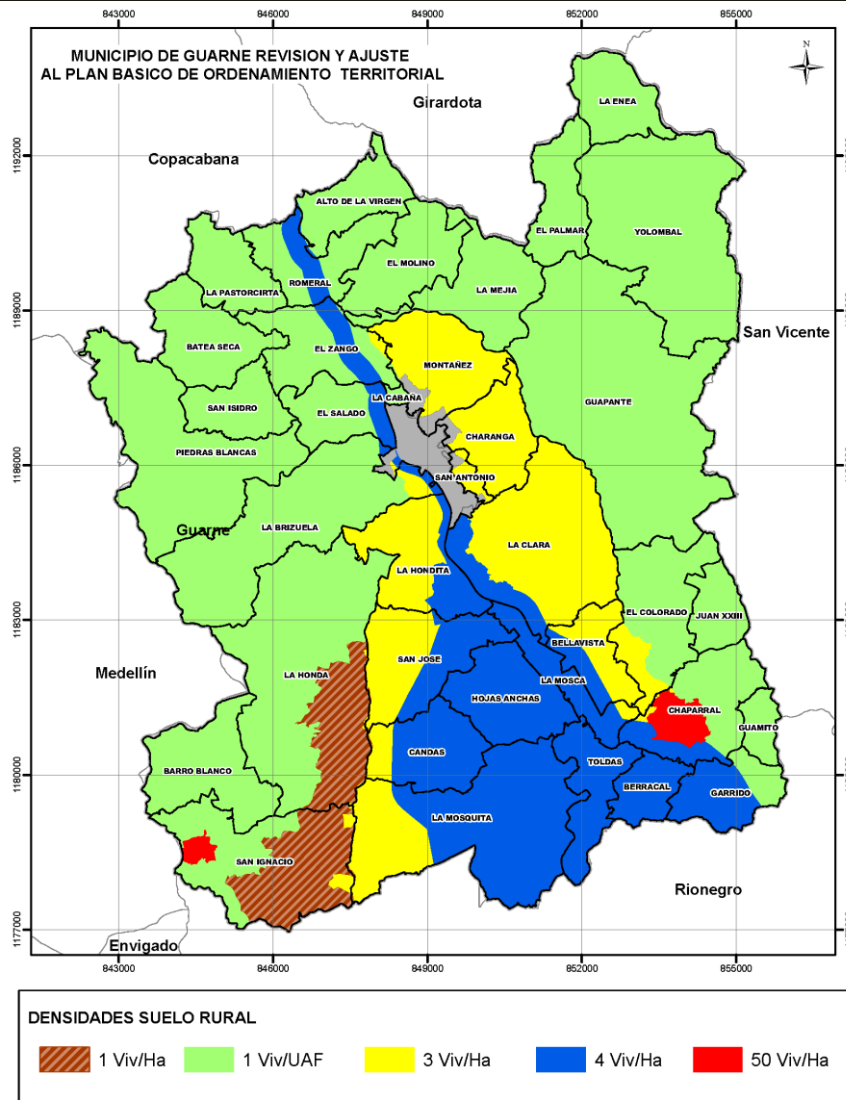 843000 846000 849000 852000 855000
MUNICIPIO DE GUARNE REVISION Y AJUSTE
AL PLAN BASICO DE ORDENAMIENTO TERRITORIAL
N
Girardota
LA ENEA
1192000
Copacabana
ALTO DE LA VIRGEN
EL PALMAR
YOLOMBAL
EL MOLINO
ROMERAL
LA PASTORCIRTA
LA MEJIA
1189000
San Vicente
BATEA SECA
EL ZANGO
MONTAÑEZ
LA CABAÑA
GUAPANTE
SAN ISIDRO
EL SALADO
CHARANGA
PIEDRAS BLANCAS
1186000
SAN ANTONIO
Guarne
LA BRIZUELA
LA CLARA
LA HONDITA
EL COLORADO
JUAN XXIII
1183000
BELLAVISTA
SAN JOSE
Medellín
LA HONDA
LA MOSCA
HOJAS ANCHAS
CHAPARRAL
GUAMITO
CANDAS
TOLDAS
BARRO BLANCO
1180000
BERRACAL
GARRIDO
LA MOSQUITA
SAN IGNACIO
Rionegro
1177000
Envigado
843000 846000 849000 852000 855000
DENSIDADES SUELO RURAL
1 Viv/Ha 1 Viv/UAF 3 Viv/Ha 4 Viv/Ha 50 Viv/Ha